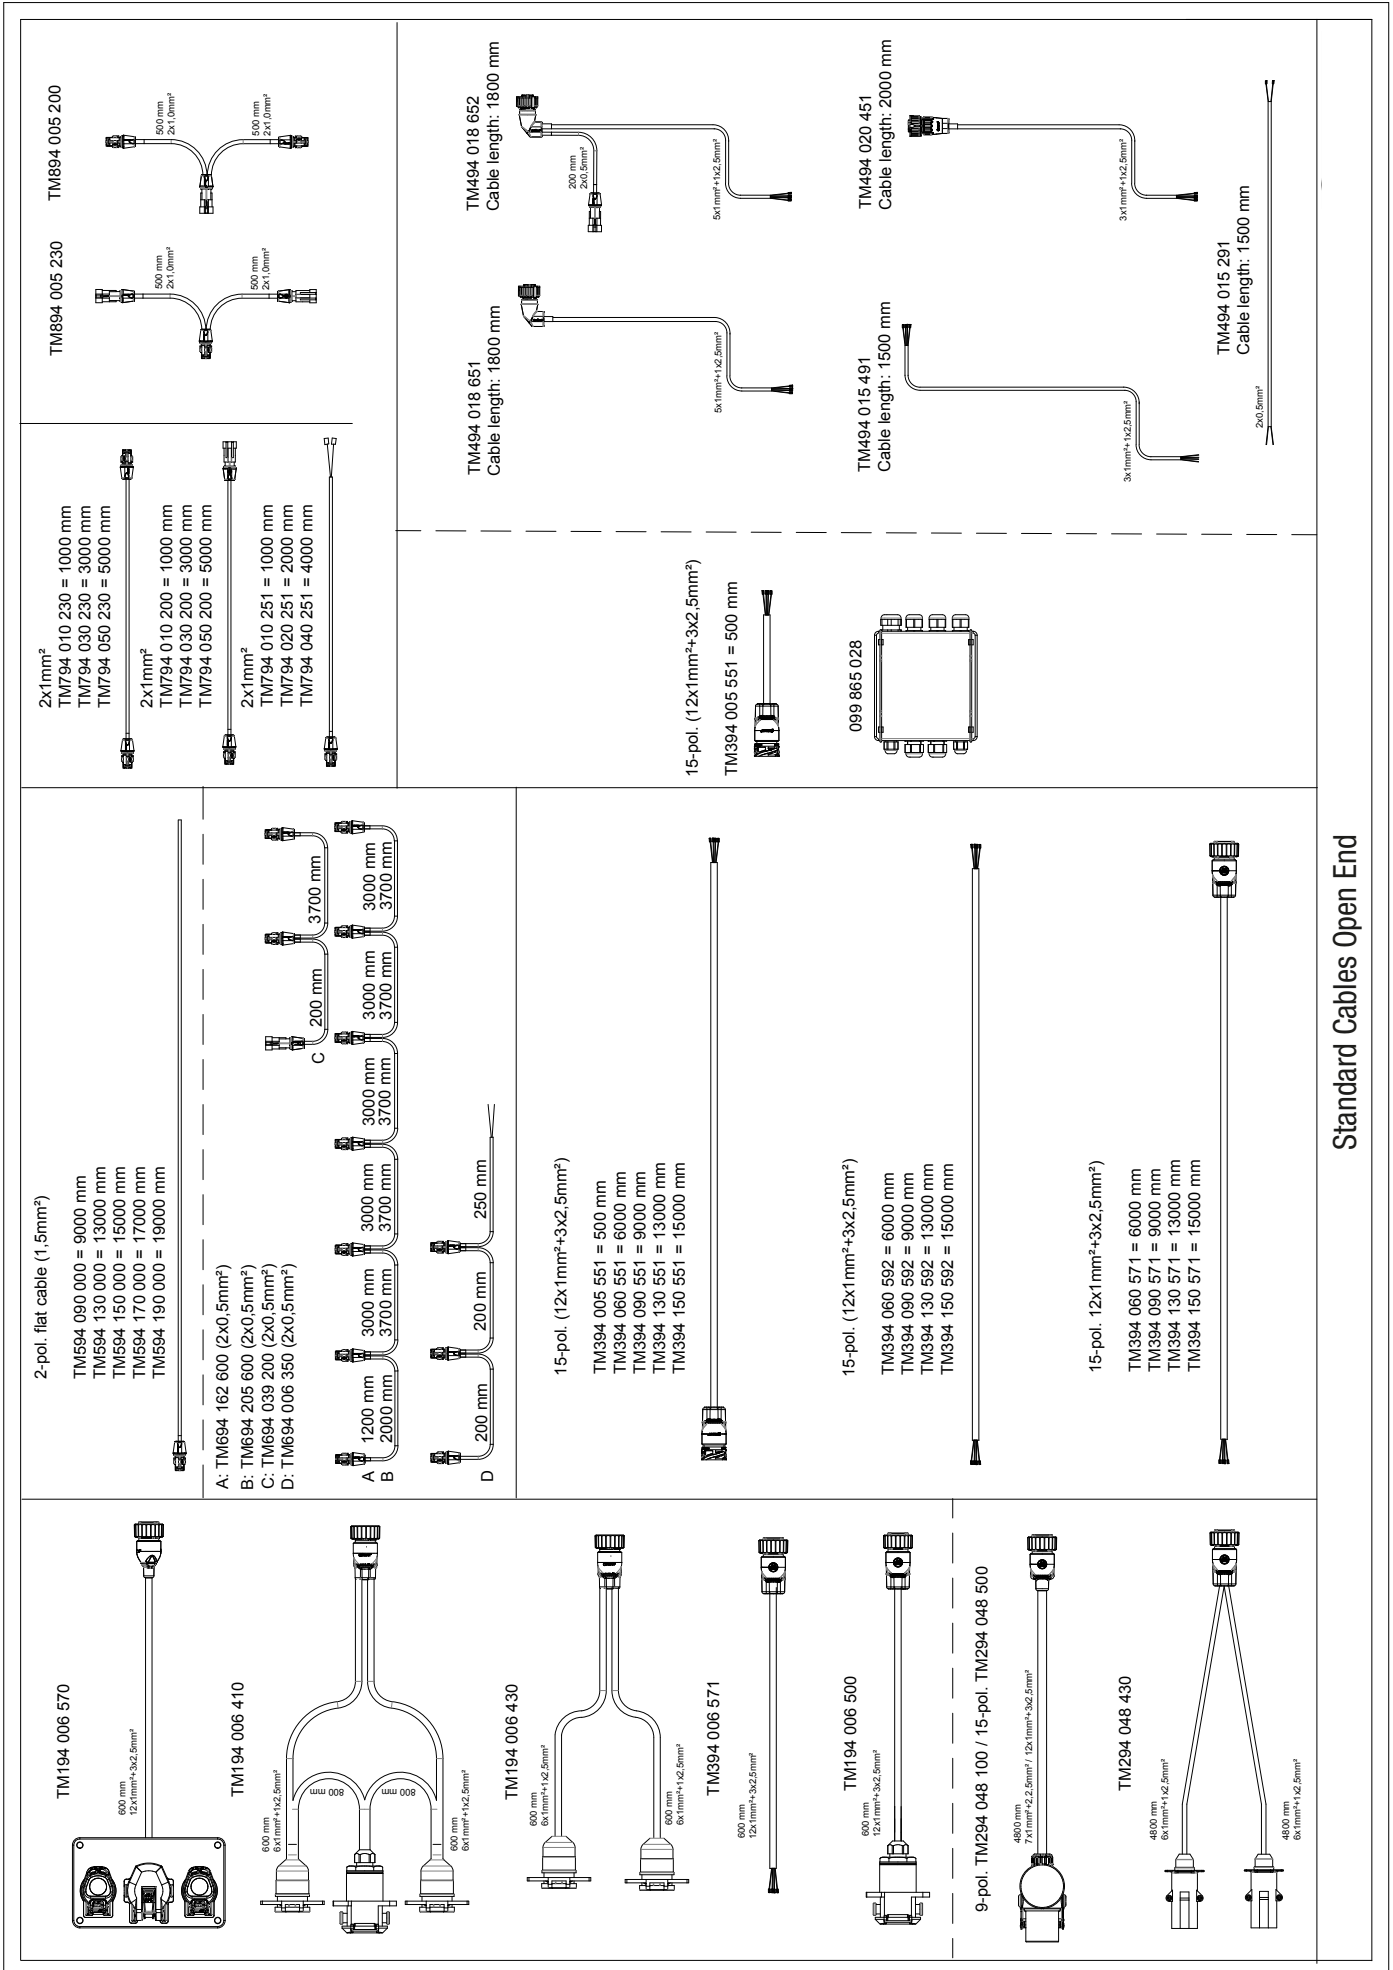 TM194 006 570
600 mm
12x1mm²+3x2,5mm²
TM194 006 410
600 mm
6x1mm²+1x2,5mm²
800 mm
800 mm
600 mm
6x1mm²+1x2,5mm²
TM194 006 430
600 mm
6x1mm²+1x2,5mm²
600 mm
6x1mm²+1x2,5mm²
TM394 006 571
600 mm
12x1mm²+3x2,5mm²
TM194 006 500
600 mm
12x1mm²+3x2,5mm²
9-pol. TM294 048 100 / 15-pol. TM294 048 500
4800 mm
7x1mm²+2,2,5mm² / 12x1mm²+3x2,5mm²
TM294 048 430
4800 mm
6x1mm²+1x2,5mm²
4800 mm
6x1mm²+1x2,5mm²
2-pol. flat cable (1,5mm²)
TM594 090 000 = 9000 mm
TM594 130 000 = 13000 mm
TM594 150 000 = 15000 mm
TM594 170 000 = 17000 mm
TM594 190 000 = 19000 mm
A: TM694 162 600 (2x0,5mm²)
B: TM694 205 600 (2x0,5mm²)
C: TM694 039 200 (2x0,5mm²)
D: TM694 006 350 (2x0,5mm²)
C 200 mm 3700 mm
A 1200 mm 3000 mm 3000 mm 3000 mm 3000 mm 3000 mm
B 2000 mm 3700 mm 3700 mm 3700 mm 3700 mm 3700 mm
D 200 mm 200 mm 250 mm
15-pol. (12x1mm²+3x2,5mm²)
TM394 005 551 = 500 mm
TM394 060 551 = 6000 mm
TM394 090 551 = 9000 mm
TM394 130 551 = 13000 mm
TM394 150 551 = 15000 mm
15-pol. (12x1mm²+3x2,5mm²)
TM394 060 592 = 6000 mm
TM394 090 592 = 9000 mm
TM394 130 592 = 13000 mm
TM394 150 592 = 15000 mm
15-pol. 12x1mm²+3x2,5mm²)
TM394 060 571 = 6000 mm
TM394 090 571 = 9000 mm
TM394 130 571 = 13000 mm
TM394 150 571 = 15000 mm
2x1mm²
TM794 010 230 = 1000 mm
TM794 030 230 = 3000 mm
TM794 050 230 = 5000 mm
2x1mm²
TM794 010 200 = 1000 mm
TM794 030 200 = 3000 mm
TM794 050 200 = 5000 mm
2x1mm²
TM794 010 251 = 1000 mm
TM794 020 251 = 2000 mm
TM794 040 251 = 4000 mm
TM894 005 230
500 mm
2x1,0mm²
500 mm
2x1,0mm²
TM894 005 200
500 mm
2x1,0mm²
500 mm
2x1,0mm²
15-pol. (12x1mm²+3x2,5mm²)
TM394 005 551 = 500 mm
099 865 028
TM494 018 651
Cable length: 1800 mm
5x1mm²+1x2,5mm²
TM494 018 652
Cable length: 1800 mm
200 mm
2x0,5mm²
5x1mm²+1x2,5mm²
TM494 015 491
Cable length: 1500 mm
3x1mm²+1x2,5mm²
TM494 020 451
Cable length: 2000 mm
3x1mm²+1x2,5mm²
TM494 015 291
Cable length: 1500 mm
2x0,5mm²
Standard Cables Open End